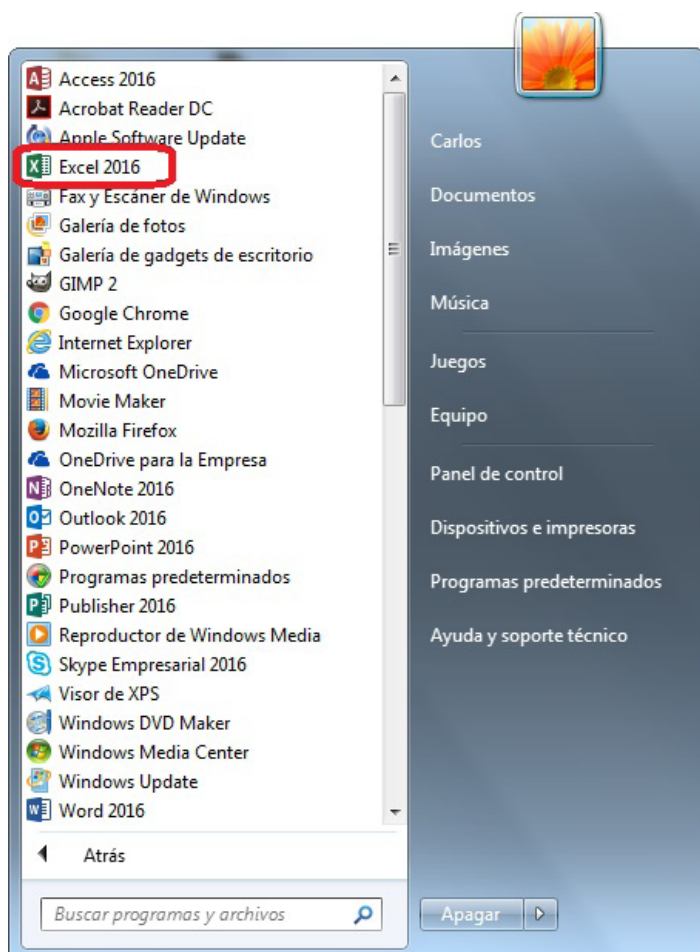 Access 2016
Acrobat Reader DC
Apple Software Update
Excel 2016
Fax y Escáner de Windows
Galería de fotos
Galería de gadgets de escritorio
GIMP 2
Google Chrome
Internet Explorer
Microsoft OneDrive
Movie Maker
Mozilla Firefox
OneDrive para la Empresa
OneNote 2016
Outlook 2016
PowerPoint 2016
Programas predeterminados
Publisher 2016
Reproductor de Windows Media
Skype Empresarial 2016
Visor de XPS
Windows DVD Maker
Windows Media Center
Windows Update
Word 2016
Atrás
Buscar programas y archivos
Carlos
Documentos
Imágenes
Música
Juegos
Equipo
Panel de control
Dispositivos e impresoras
Programas predeterminados
Ayuda y soporte técnico
Apagar